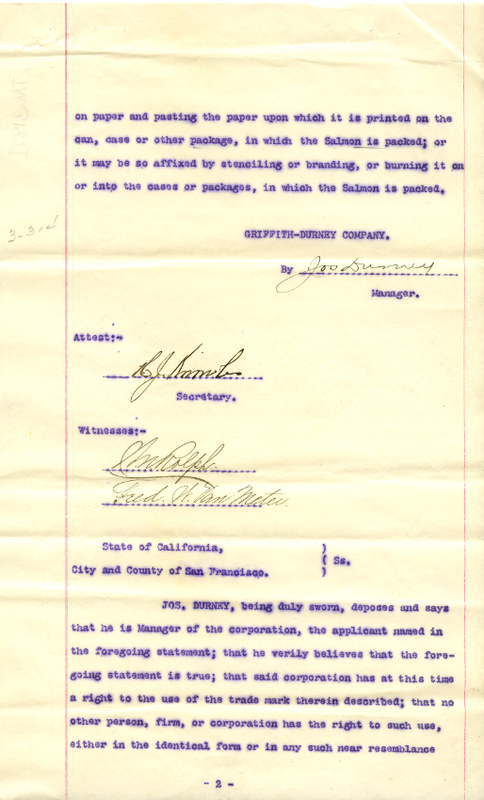 on paper and pasting the paper upon which it is printed on the
can, case or other package, in which the Salmon is packed; or
it may be so affixed by stenciling or branding, or burning it on
or into the cases or packages, in which the Salmon is packed.
3-3rd
GRIFFITH-DURNEY COMPANY.
By Jos Durney
Manager.
Attest:-
H J
Secretary.
Witnesses:-
Rolph
Fred. W. Van Meter.
State of California, )
( Ss.
City and County of San Francisco. )
JOS. DURNEY, being duly sworn, deposes and says
that he is Manager of the corporation, the applicant named in
the foregoing statement; that he verily believes that the fore-
going statement is true; that said corporation has at this time
a right to the use of the trade mark therein described; that no
other person, firm, or corporation has the right to such use,
either in the identical form or in any such near resemblance
- 2 -